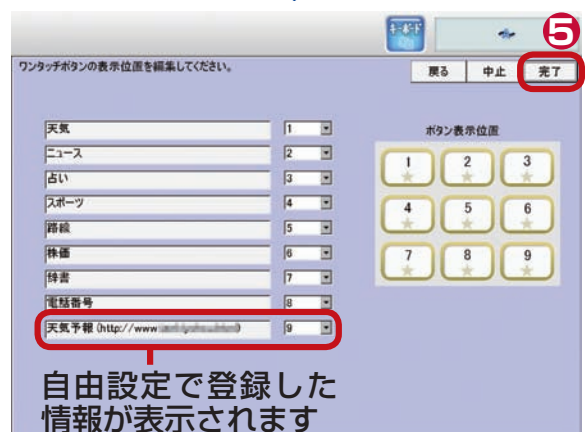 キーボード
5
ワンタッチボタンの表示位置を編集してください。
戻る 中止 完了
天気 1
ニュース 2
占い 3
スポーツ 4
路線 5
株価 6
辞書 7
電話番号 8
天気予報 (http://www 9
ボタン表示位置
1 2 3
4 5 6
7 8 9
自由設定で登録した
情報が表示されます